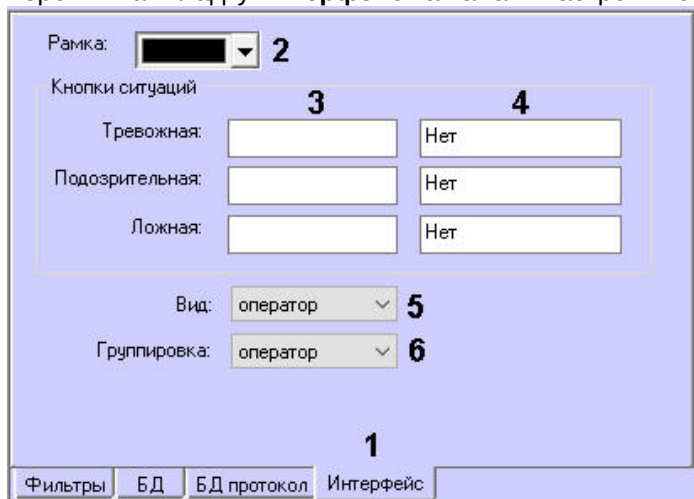 Рамка: 2
Кнопки ситуаций
3 4
Тревожная: Нет
Подозрительная: Нет
Ложная: Нет
Вид: оператор 5
Группировка: оператор 6
1
Фильтры БД БД протокол Интерфейс